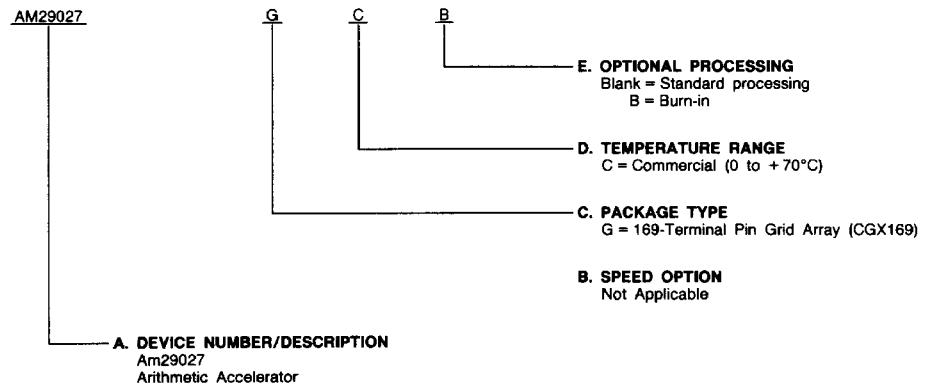 AM29027 G C B
E. OPTIONAL PROCESSING
Blank = Standard processing
B = Burn-in
D. TEMPERATURE RANGE
C = Commercial (0 to +70°C)
C. PACKAGE TYPE
G = 169-Terminal Pin Grid Array (CGX169)
B. SPEED OPTION
Not Applicable
A. DEVICE NUMBER/DESCRIPTION
Am29027
Arithmetic Accelerator